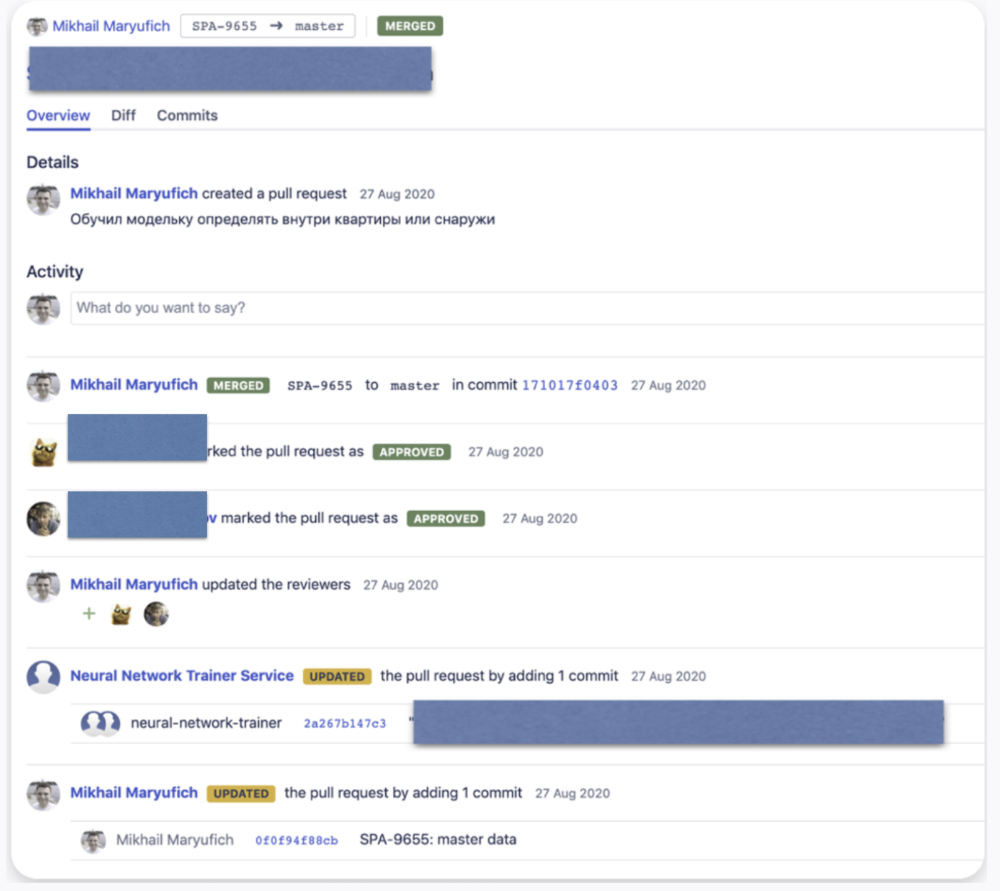 Mikhail Maryufich SPA-9655 → master MERGED
Overview Diff Commits
Details
Mikhail Maryufich created a pull request 27 Aug 2020
Обучил модельку определять внутри квартиры или снаружи
Activity
What do you want to say?
Mikhail Maryufich MERGED SPA-9655 to master in commit 171017f0403 27 Aug 2020
rked the pull request as APPROVED 27 Aug 2020
ov marked the pull request as APPROVED 27 Aug 2020
Mikhail Maryufich updated the reviewers 27 Aug 2020
+
Neural Network Trainer Service UPDATED the pull request by adding 1 commit 27 Aug 2020
neural-network-trainer 2a267b147c3 "
Mikhail Maryufich UPDATED the pull request by adding 1 commit 27 Aug 2020
Mikhail Maryufich 0f0f94f88cb SPA-9655: master data